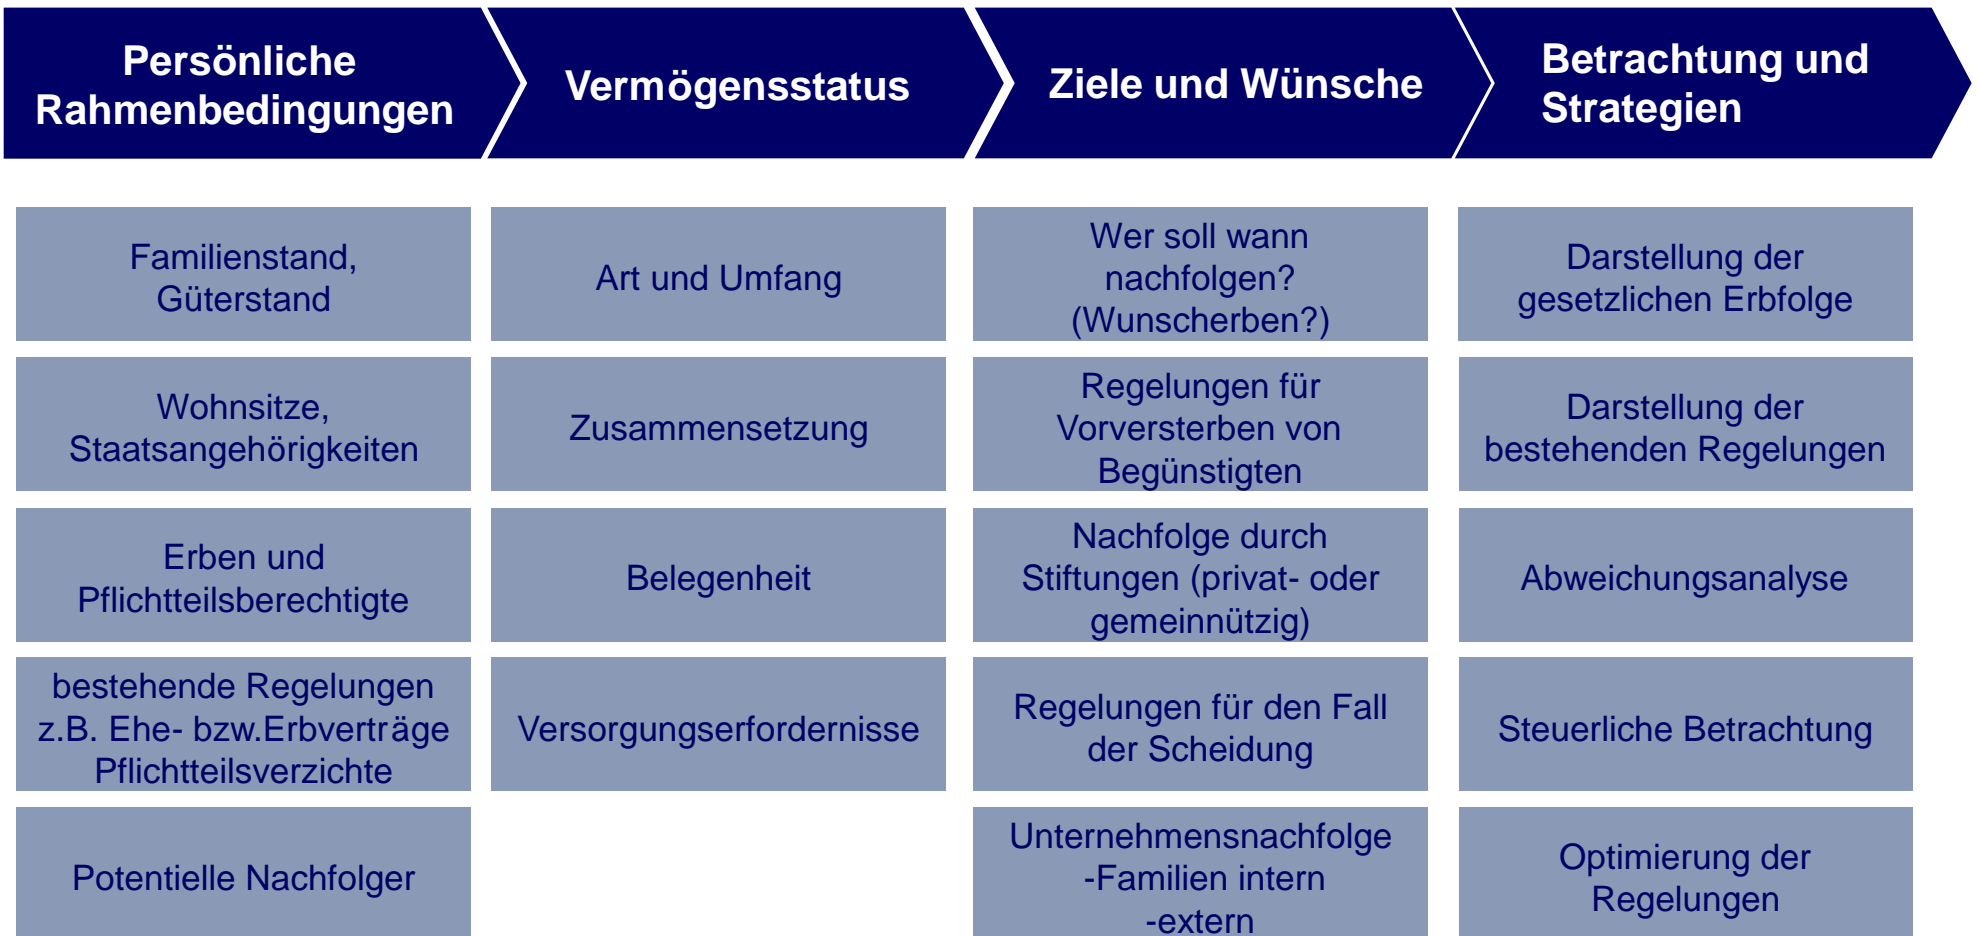 Persönliche
Rahmenbedingungen
Vermögensstatus
Ziele und Wünsche
Betrachtung und
Strategien
Familienstand,
Güterstand
Wohnsitze,
Staatsangehörigkeiten
Erben und
Pflichtteilsberechtigte
bestehende Regelungen
z.B. Ehe- bzw.Erbverträge
Pflichtteilsverzichte
Potentielle Nachfolger
Art und Umfang
Zusammensetzung
Belegenheit
Versorgungserfordernisse
Wer soll wann
nachfolgen?
(Wunscherben?)
Regelungen für
Vorversterben von
Begünstigten
Nachfolge durch
Stiftungen (privat- oder
gemeinnützig)
Regelungen für den Fall
der Scheidung
Unternehmensnachfolge
-Familien intern
-extern
Darstellung der
gesetzlichen Erbfolge
Darstellung der
bestehenden Regelungen
Abweichungsanalyse
Steuerliche Betrachtung
Optimierung der
Regelungen